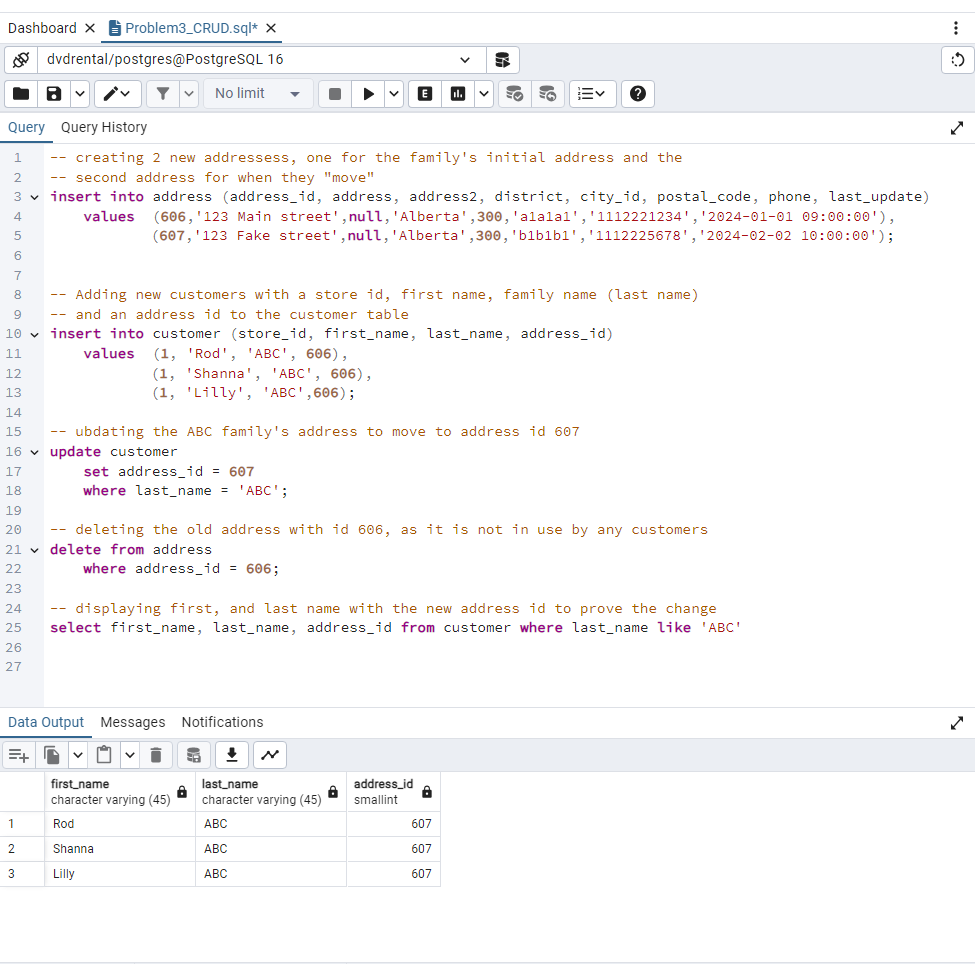 Dashboard
Problem3_CRUD.sql*
dvdrental/postgres@PostgreSQL 16
No limit
E
Query Query History
1 -- creating 2 new addressess, one for the family's initial address and the
2 -- second address for when they "move"
3 insert into address (address_id, address, address2, district, city_id, postal_code, phone, last_update)
4 values (606,'123 Main street',null,'Alberta',300,'a1a1a1','1112221234','2024-01-01 09:00:00'),
5 (607,'123 Fake street',null,'Alberta',300,'b1b1b1','1112225678','2024-02-02 10:00:00');
6
7
8 -- Adding new customers with a store id, first name, family name (last name)
9 -- and an address id to the customer table
10 insert into customer (store_id, first_name, last_name, address_id)
11 values (1, 'Rod', 'ABC', 606),
12 (1, 'Shanna', 'ABC', 606),
13 (1, 'Lilly', 'ABC',606);
14
15 -- ubdating the ABC family's address to move to address id 607
16 update customer
17 set address_id = 607
18 where last_name = 'ABC';
19
20 -- deleting the old address with id 606, as it is not in use by any customers
21 delete from address
22 where address_id = 606;
23
24 -- displaying first, and last name with the new address id to prove the change
25 select first_name, last_name, address_id from customer where last_name like 'ABC'
26
27
Data Output Messages Notifications
first_name last_name address_id
character varying (45) character varying (45) smallint
1 Rod ABC 607
2 Shanna ABC 607
3 Lilly ABC 607